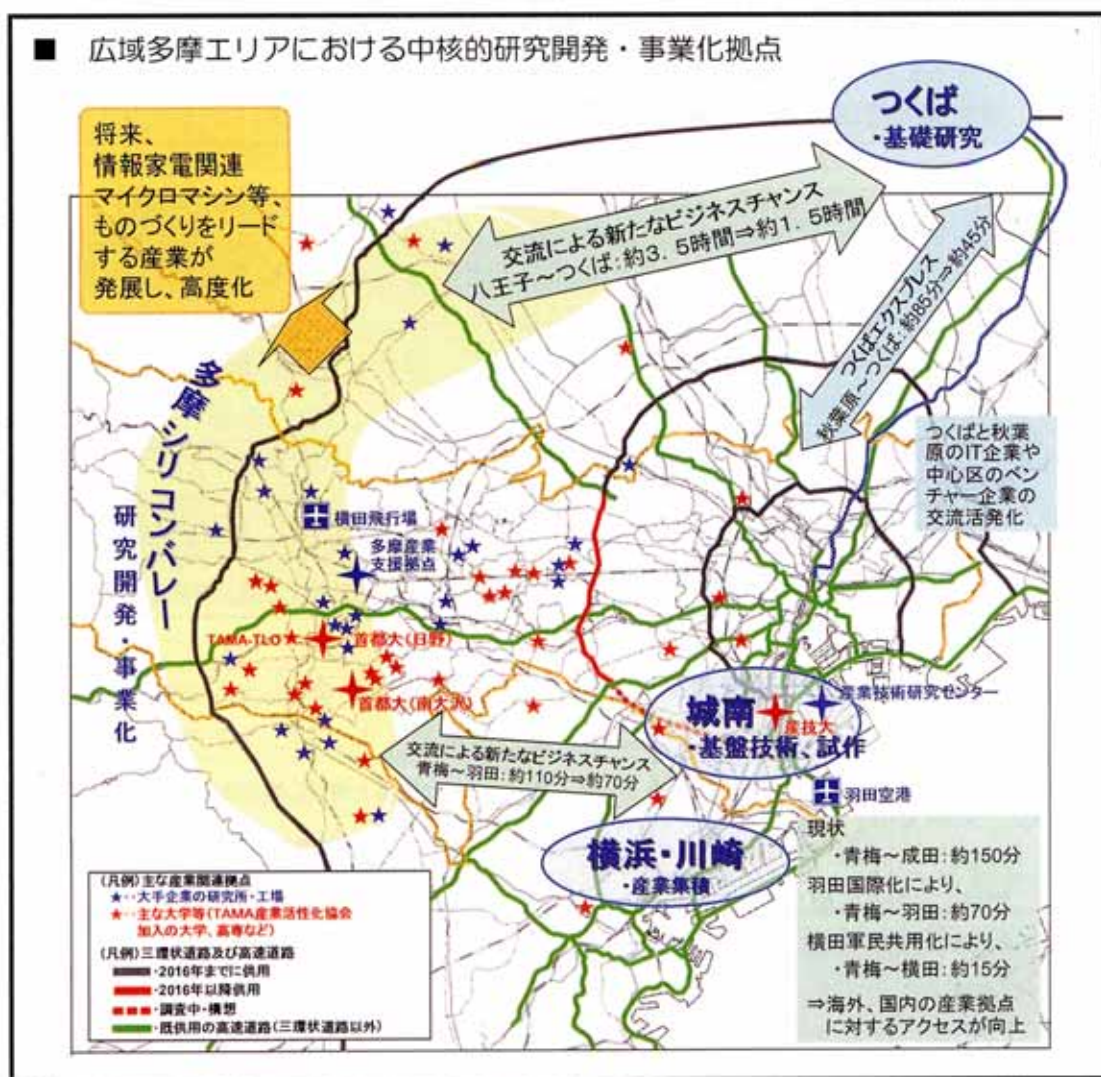 ■ 広域多摩エリアにおける中核的研究開発・事業化拠点
つくば
・基礎研究
将来、
情報家電関連
マイクロマシン等、
ものづくりをリード
する産業が
発展し、高度化
交流による新たなビジネスチャンス
八王子～つくば:約3.5時間⇒約1.5時間
つくばエクスプレス
秋葉原～つくば:約85分⇒約45分
つくばと秋葉
原のIT企業や
中心区のベン
チャー企業の
交流活発化
多摩シリコンバレー
研究開発・事業化
横田飛行場
多摩産業
支援拠点
TAMA-TLO
首都大(日野)
首都大(南大沢)
城南
・基盤技術、試作
産業技術研究センター
産技大
交流による新たなビジネスチャンス
青梅～羽田:約110分⇒約70分
羽田空港
横浜・川崎
・産業集積
現状
・青梅～成田:約150分
羽田国際化により、
・青梅～羽田:約70分
横田軍民共用化により、
・青梅～横田:約15分
⇒海外、国内の産業拠点
に対するアクセスが向上
(凡例)主な産業関連拠点
★‥大手企業の研究所・工場
★‥主な大学等(TAMA産業活性化協会
加入の大学、高専など)
(凡例)三環状道路及び高速道路
・2016年までに供用
・2016年以降供用
・調査中・構想
・既供用の高速道路(三環状道路以外)